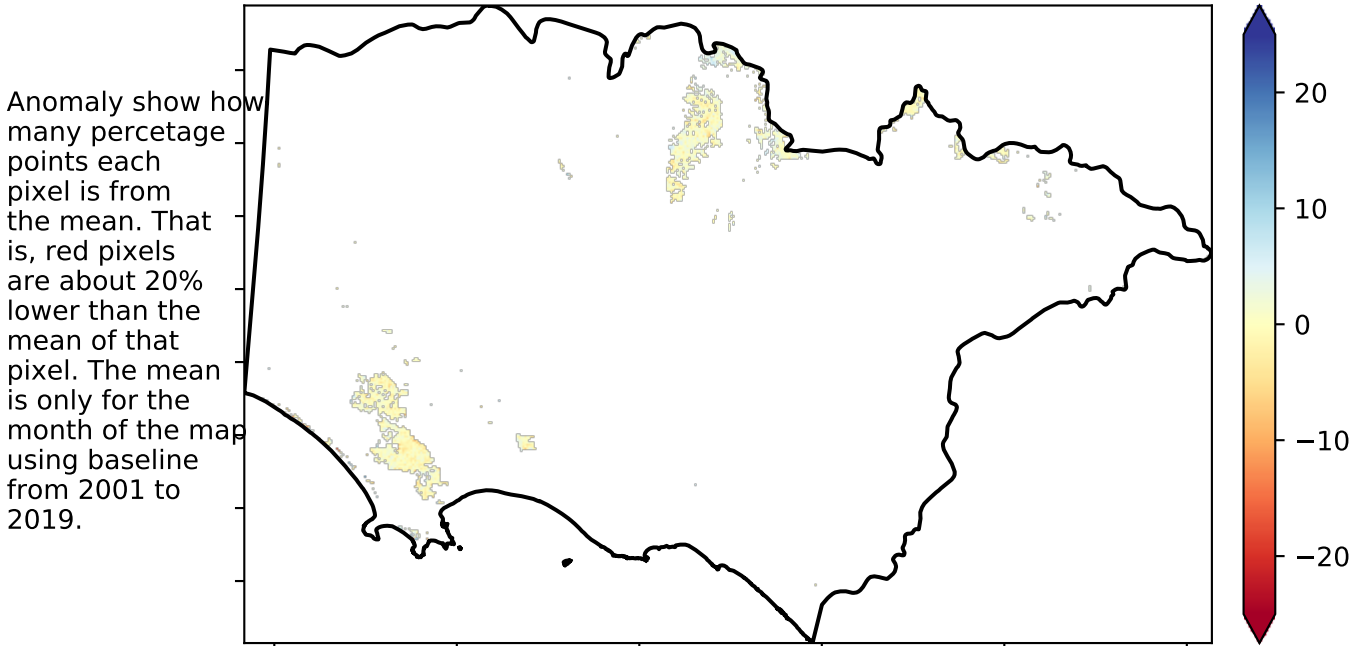 Anomaly show how
many percetage
points each
pixel is from
the mean. That
is, red pixels
are about 20%
lower than the
mean of that
pixel. The mean
is only for the
month of the map
using baseline
from 2001 to
2019.
20
10
0
−10
−20